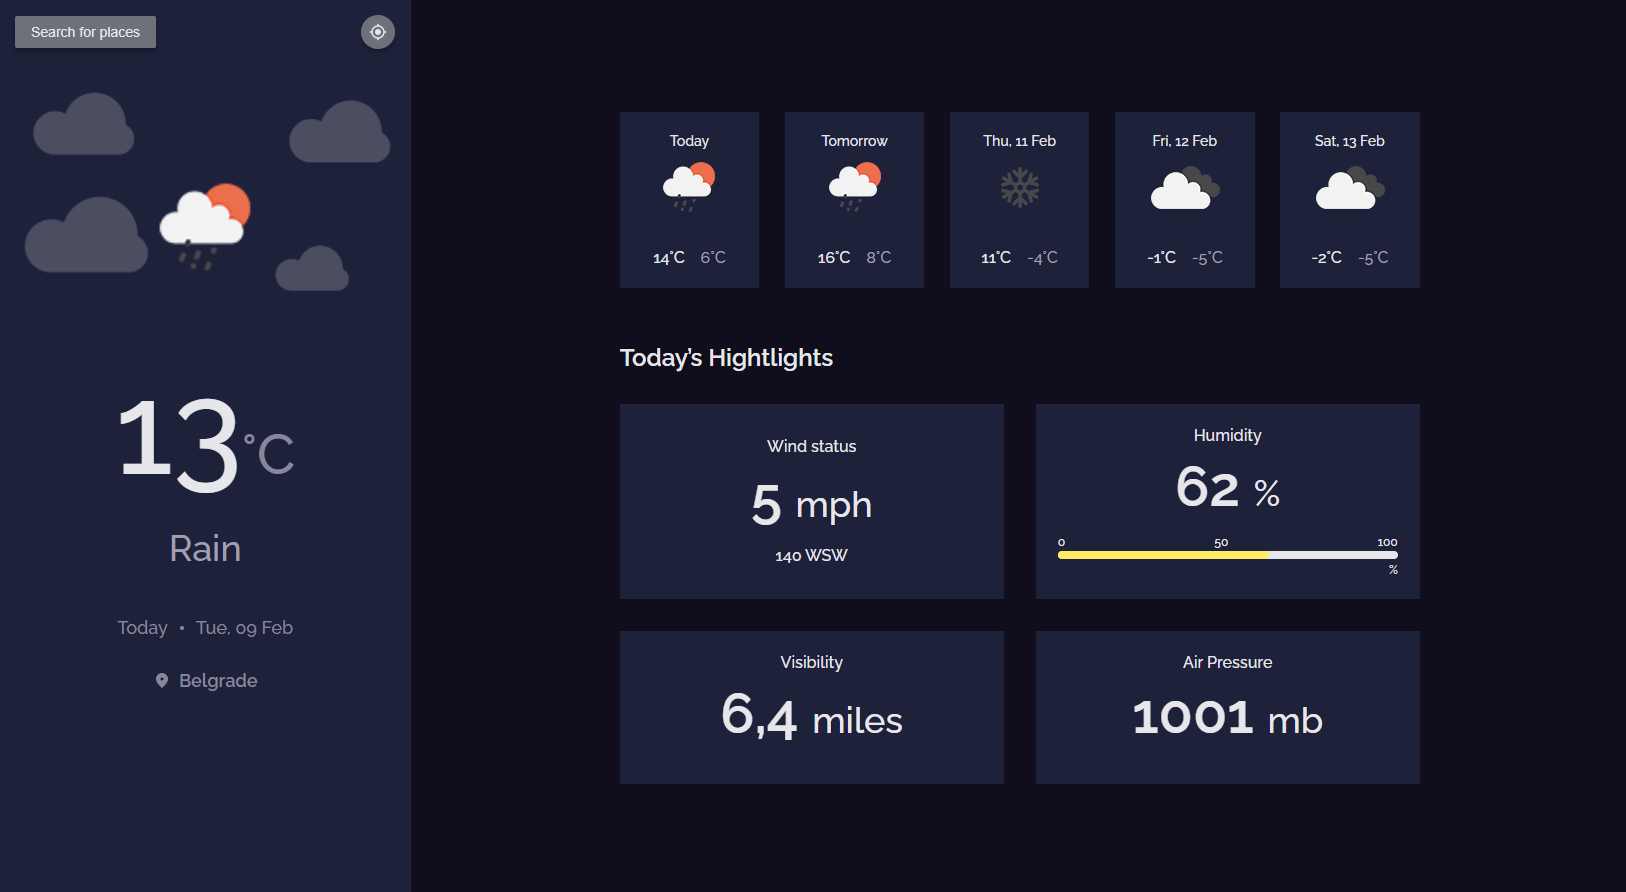 Search for places
13°C
Rain
Today • Tue, 09 Feb
Belgrade
Today
14°C 6°C
Tomorrow
16°C 8°C
Thu, 11 Feb
11°C -4°C
Fri, 12 Feb
-1°C -5°C
Sat, 13 Feb
-2°C -5°C
Today’s Hightlights
Wind status
5 mph
140 WSW
Humidity
62 %
0 50 100
%
Visibility
6,4 miles
Air Pressure
1001 mb